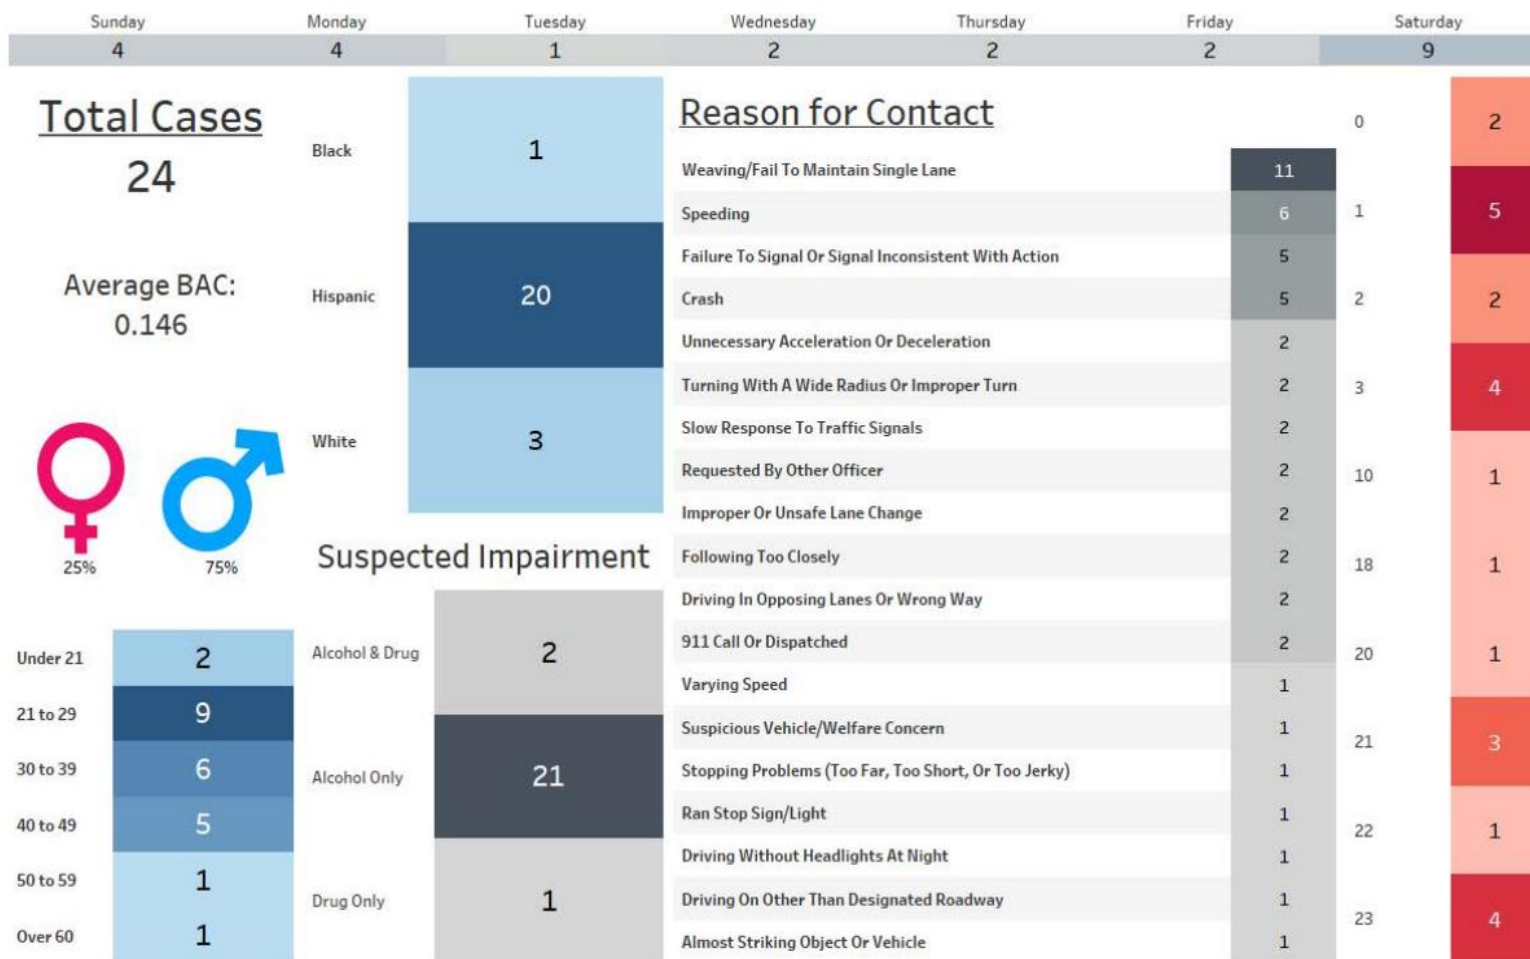 Sunday Monday Tuesday Wednesday Thursday Friday Saturday
4 4 1 2 2 2 9
Total Cases
24
Average BAC:
0.146
25% 75%
Under 21 2
21 to 29 9
30 to 39 6
40 to 49 5
50 to 59 1
Over 60 1
Black 1
Hispanic 20
White 3
Suspected Impairment
Alcohol & Drug 2
Alcohol Only 21
Drug Only 1
Reason for Contact
Weaving/Fail To Maintain Single Lane 11
Speeding 6
Failure To Signal Or Signal Inconsistent With Action 5
Crash 5
Unnecessary Acceleration Or Deceleration 2
Turning With A Wide Radius Or Improper Turn 2
Slow Response To Traffic Signals 2
Requested By Other Officer 2
Improper Or Unsafe Lane Change 2
Following Too Closely 2
Driving In Opposing Lanes Or Wrong Way 2
911 Call Or Dispatched 2
Varying Speed 1
Suspicious Vehicle/Welfare Concern 1
Stopping Problems (Too Far, Too Short, Or Too Jerky) 1
Ran Stop Sign/Light 1
Driving Without Headlights At Night 1
Driving On Other Than Designated Roadway 1
Almost Striking Object Or Vehicle 1
0 2
1 5
2 2
3 4
10 1
18 1
20 1
21 3
22 1
23 4